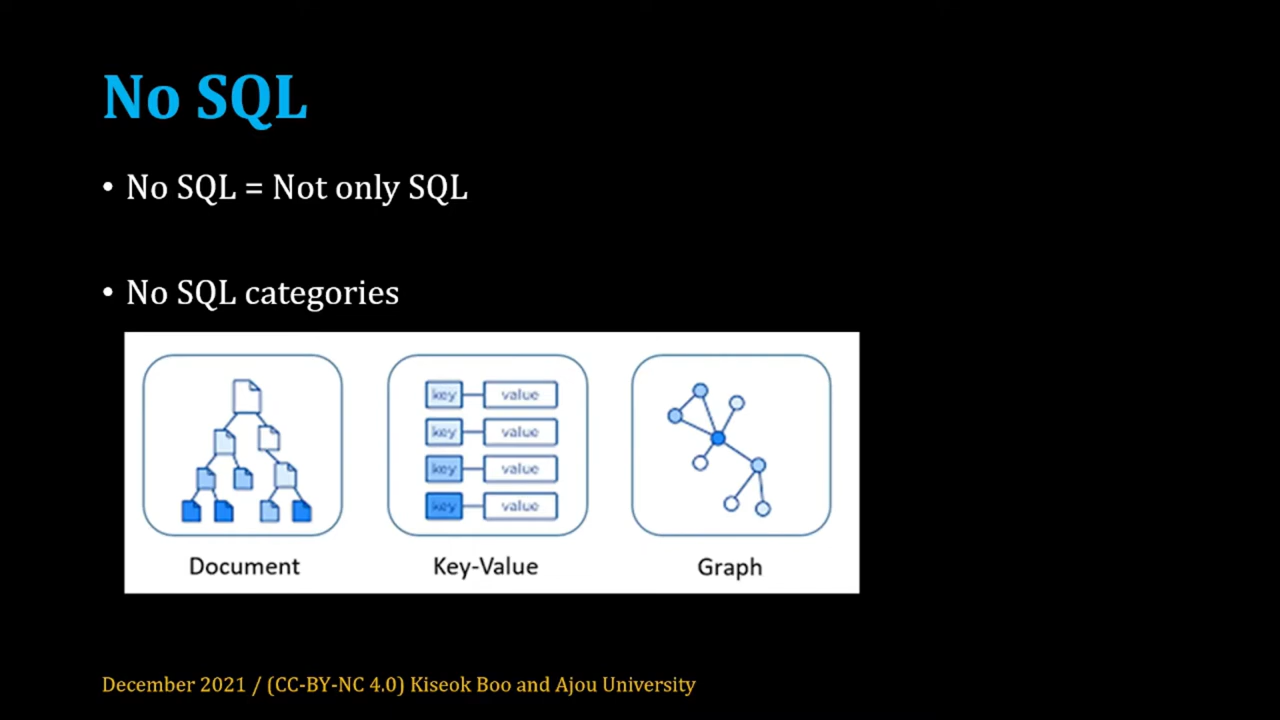 No SQL
• No SQL = Not only SQL
• No SQL categories
key value
key value
key value
key value
Document Key-Value Graph
December 2021 / (CC-BY-NC 4.0) Kiseok Boo and Ajou University